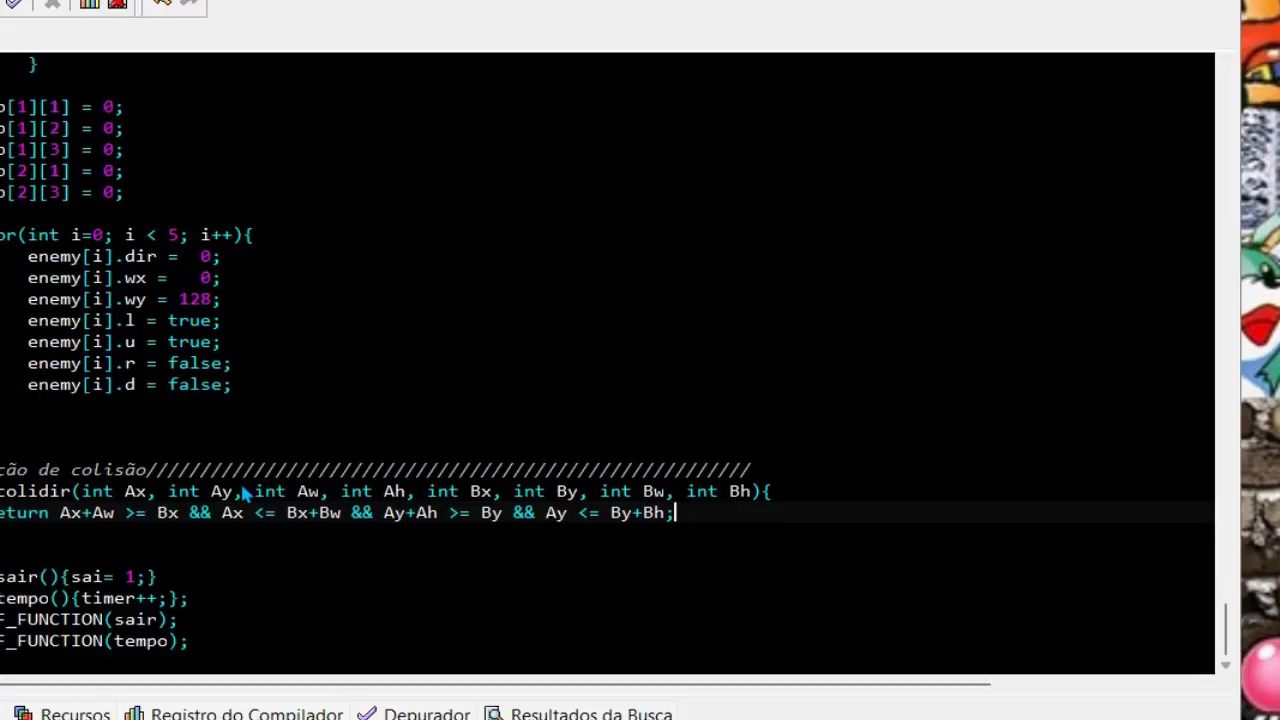 }
p[1][1] = 0;
p[1][2] = 0;
p[1][3] = 0;
p[2][1] = 0;
p[2][3] = 0;
or(int i=0; i < 5; i++){
enemy[i].dir =  0;
enemy[i].wx =   0;
enemy[i].wy = 128;
enemy[i].l = true;
enemy[i].u = true;
enemy[i].r = false;
enemy[i].d = false;
ção de colisão////////////////////////////////////////////////////////
colidir(int Ax, int Ay, int Aw, int Ah, int Bx, int By, int Bw, int Bh){
eturn Ax+Aw >= Bx && Ax <= Bx+Bw && Ay+Ah >= By && Ay <= By+Bh;
sair(){sai= 1;}
tempo(){timer++;};
F_FUNCTION(sair);
F_FUNCTION(tempo);
Recursos Registro do Compilador Depurador Resultados da Busca